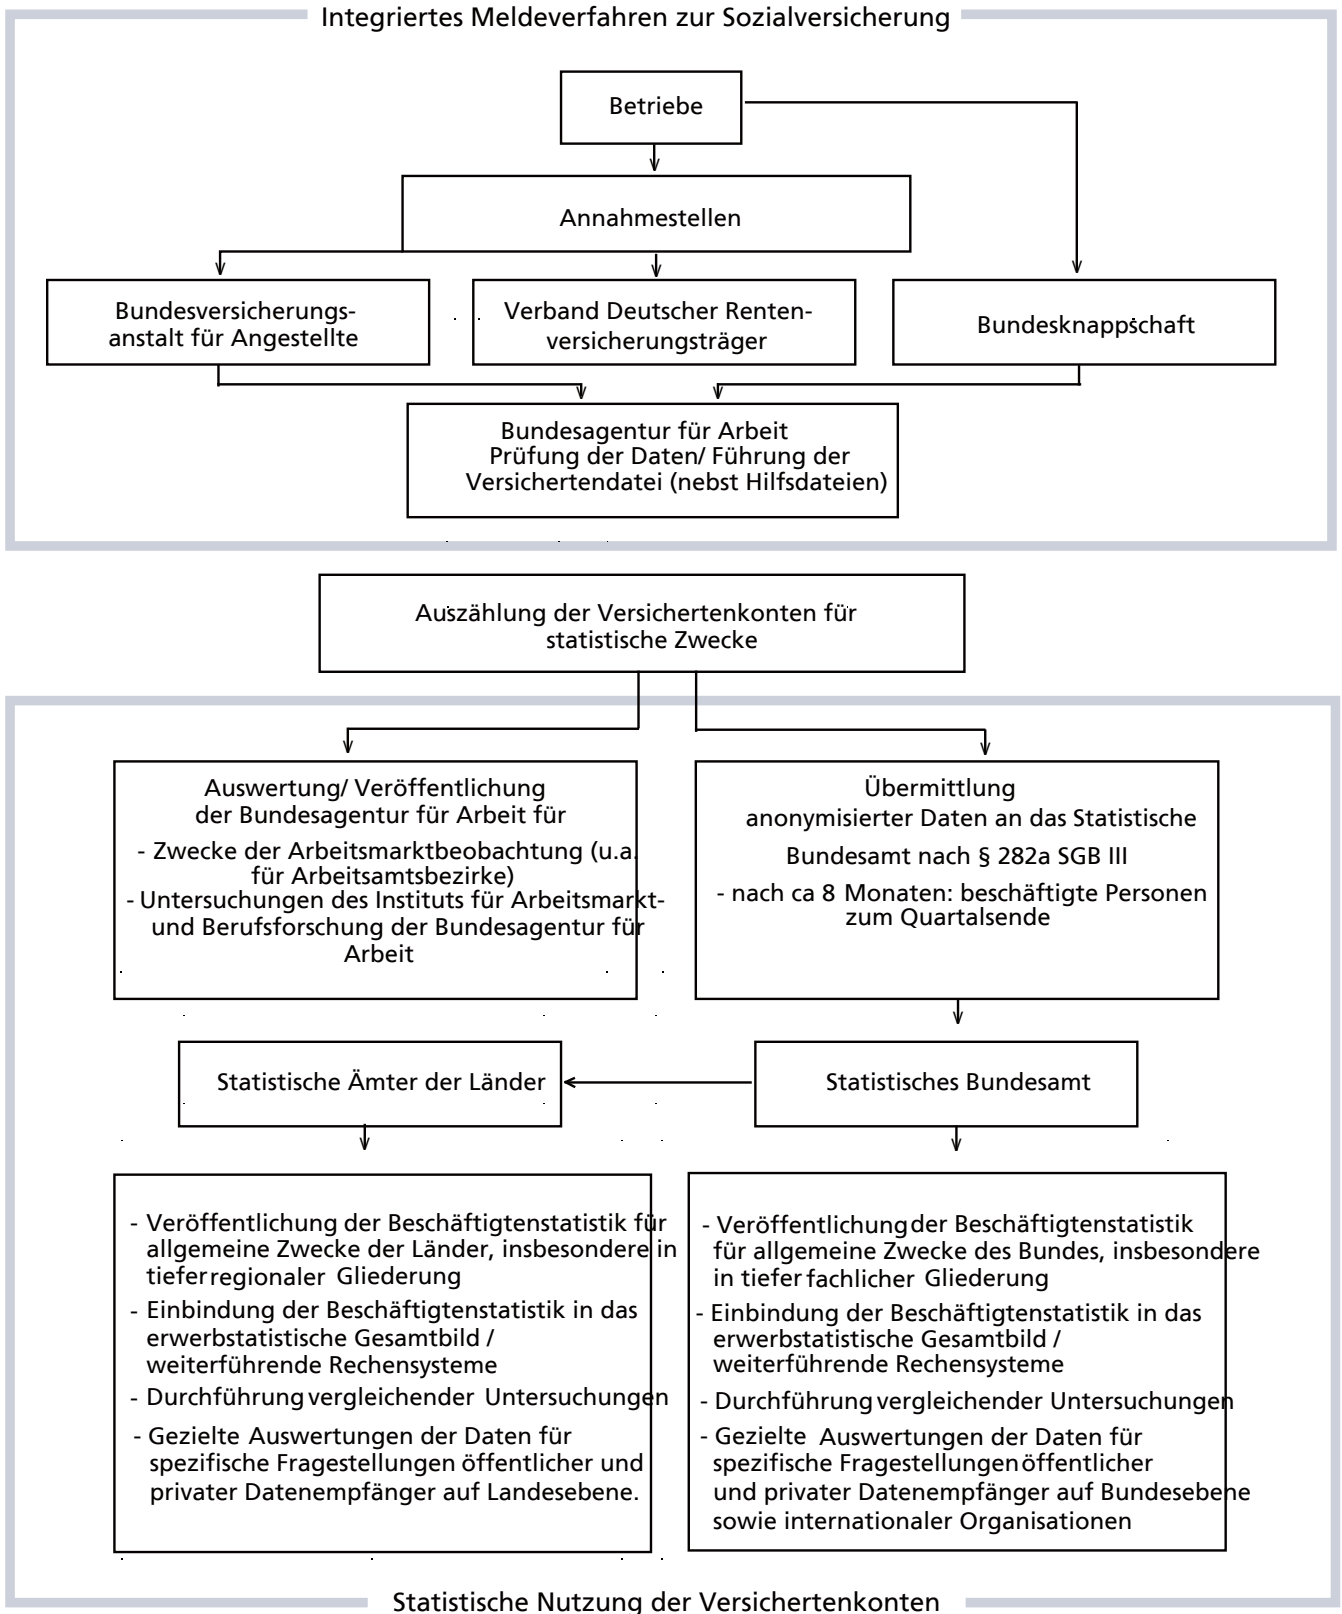 Integriertes Meldeverfahren zur Sozialversicherung
Betriebe
Annahmestellen
Bundesversicherungs-
anstalt für Angestellte
Verband Deutscher Renten-
versicherungsträger
Bundesknappschaft
Bundesagentur für Arbeit
Prüfung der Daten/ Führung der
Versichertendatei (nebst Hilfsdateien)
Auszählung der Versichertenkonten für
statistische Zwecke
Auswertung/ Veröffentlichung
der Bundesagentur für Arbeit für
- Zwecke der Arbeitsmarktbeobachtung (u.a.
für Arbeitsamtsbezirke)
- Untersuchungen des Instituts für Arbeitsmarkt-
und Berufsforschung der Bundesagentur für
Arbeit
Übermittlung
anonymisierter Daten an das Statistische
Bundesamt nach § 282a SGB III
- nach ca 8 Monaten: beschäftigte Personen
zum Quartalsende
Statistische Ämter der Länder
Statistisches Bundesamt
- Veröffentlichung der Beschäftigtenstatistik für
allgemeine Zwecke der Länder, insbesondere in
tiefer regionaler Gliederung
- Einbindung der Beschäftigtenstatistik in das
erwerbstatistische Gesamtbild /
weiterführende Rechensysteme
- Durchführung vergleichender Untersuchungen
- Gezielte Auswertungen der Daten für
spezifische Fragestellungen öffentlicher und
privater Datenempfänger auf Landesebene.
- Veröffentlichung der Beschäftigtenstatistik
für allgemeine Zwecke des Bundes, insbesondere
in tiefer fachlicher Gliederung
- Einbindung der Beschäftigtenstatistik in das
erwerbstatistische Gesamtbild /
weiterführende Rechensysteme
- Durchführung vergleichender Untersuchungen
- Gezielte Auswertungen der Daten für
spezifische Fragestellungen öffentlicher
und privater Datenempfänger auf Bundesebene
sowie internationaler Organisationen
Statistische Nutzung der Versichertenkonten